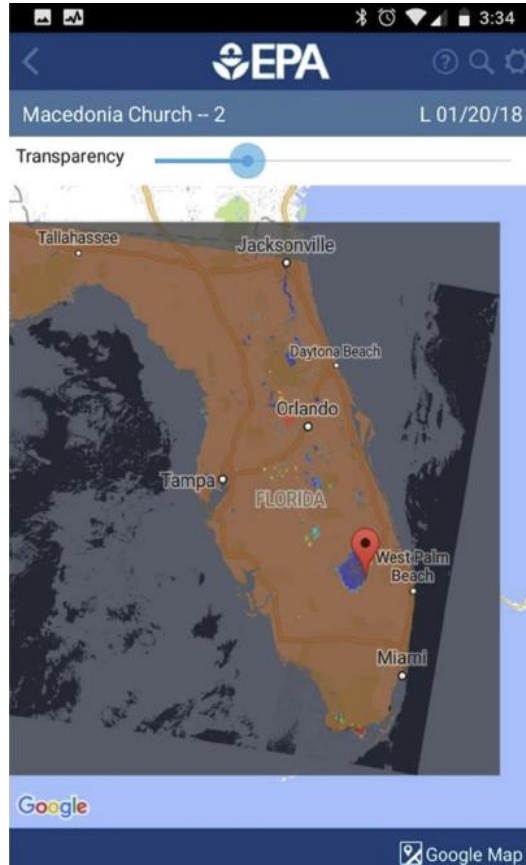 3:34
EPA
Macedonia Church -- 2 L 01/20/18
Transparency
Tallahassee
Jacksonville
Daytona Beach
Orlando
Tampa
FLORIDA
West Palm
Beach
Miami
Google
Google Map